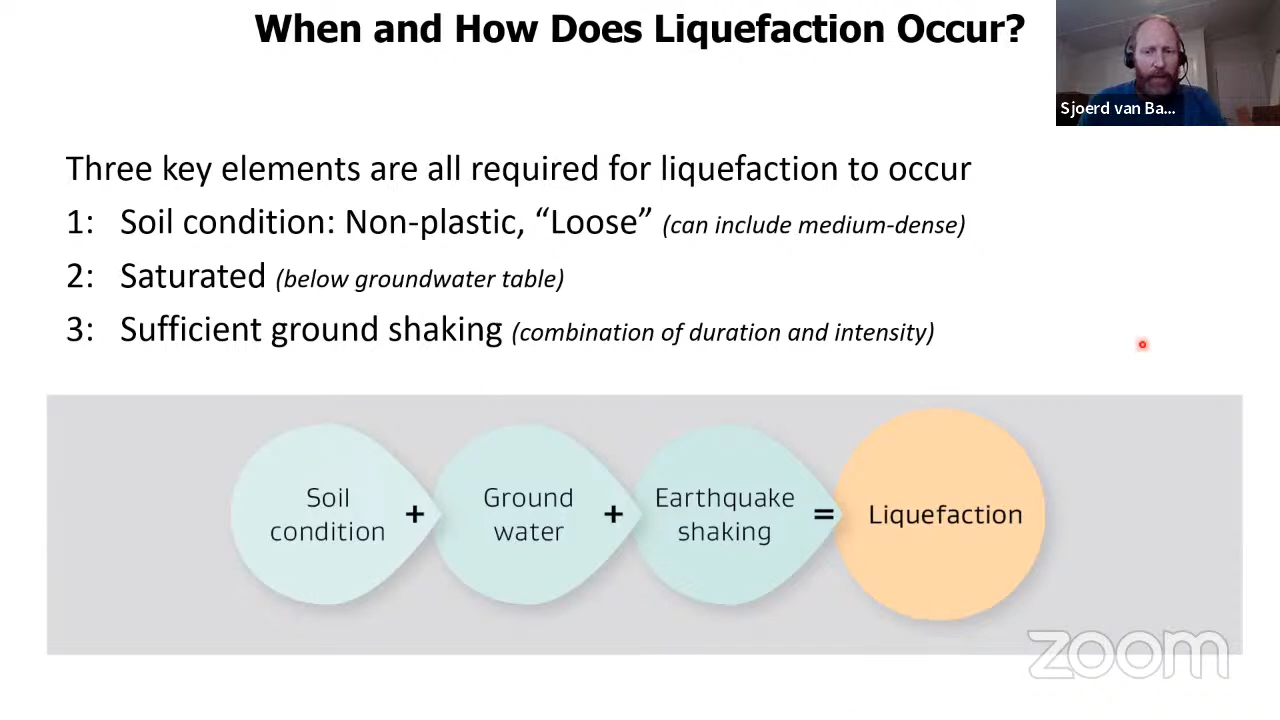 When and How Does Liquefaction Occur?
Sjoerd van Ba...
Three key elements are all required for liquefaction to occur
1: Soil condition: Non-plastic, “Loose” (can include medium-dense)
2: Saturated (below groundwater table)
3: Sufficient ground shaking (combination of duration and intensity)
Soil
condition
+
Ground
water
+
Earthquake
shaking
=
Liquefaction
zoom